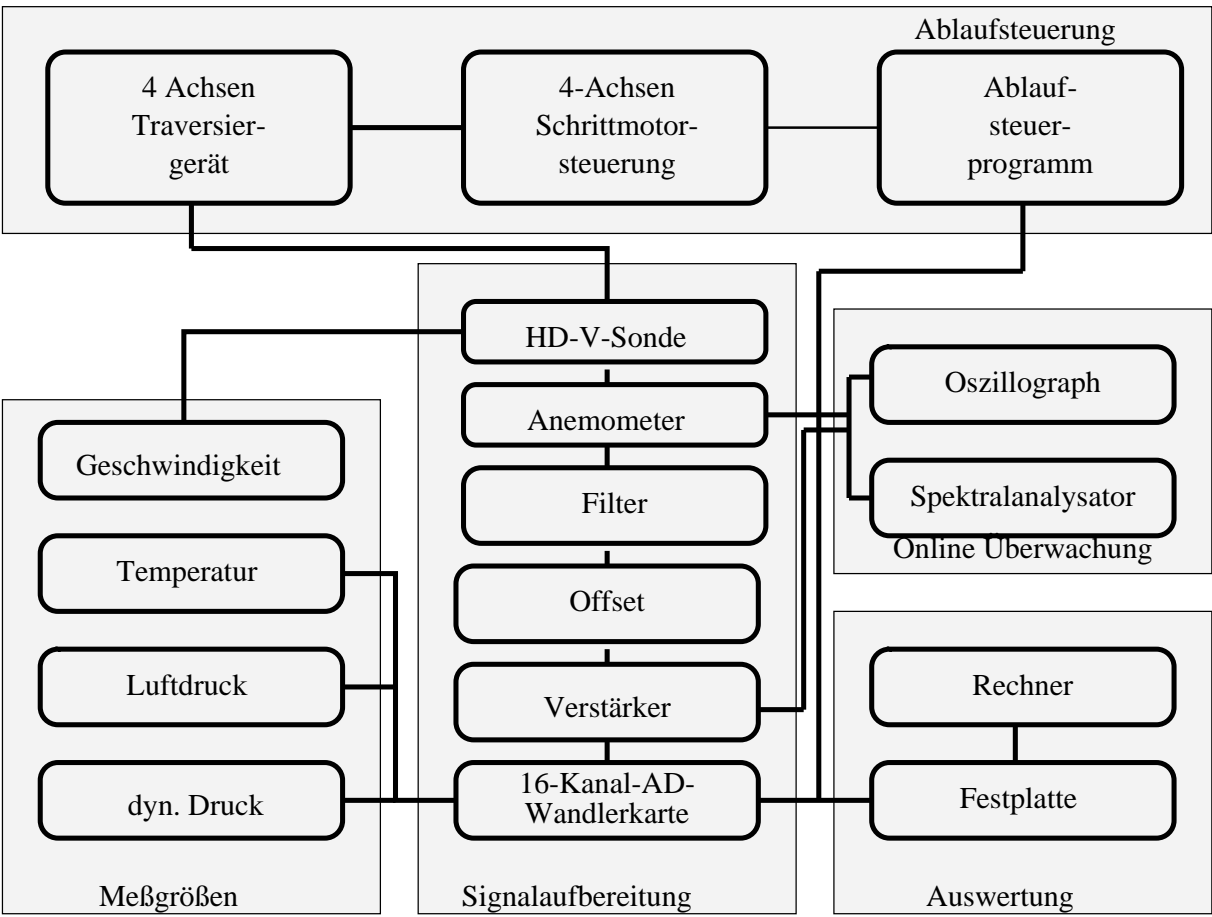 Ablaufsteuerung
4 Achsen
Traversier-
gerät
4-Achsen
Schrittmotor-
steuerung
Ablauf-
steuer-
programm
HD-V-Sonde
Anemometer
Filter
Offset
Verstärker
16-Kanal-AD-
Wandlerkarte
Signalaufbereitung
Geschwindigkeit
Temperatur
Luftdruck
dyn. Druck
Meßgrößen
Oszillograph
Spektralanalysator
Online Überwachung
Rechner
Festplatte
Auswertung